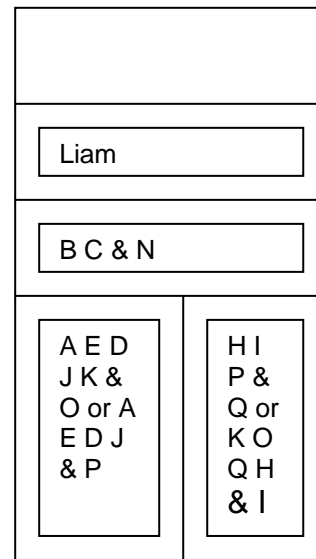 Liam
B C & N
A E D
J K &
O or A
E D J
& P
H I
P &
Q or
K O
Q H
& I